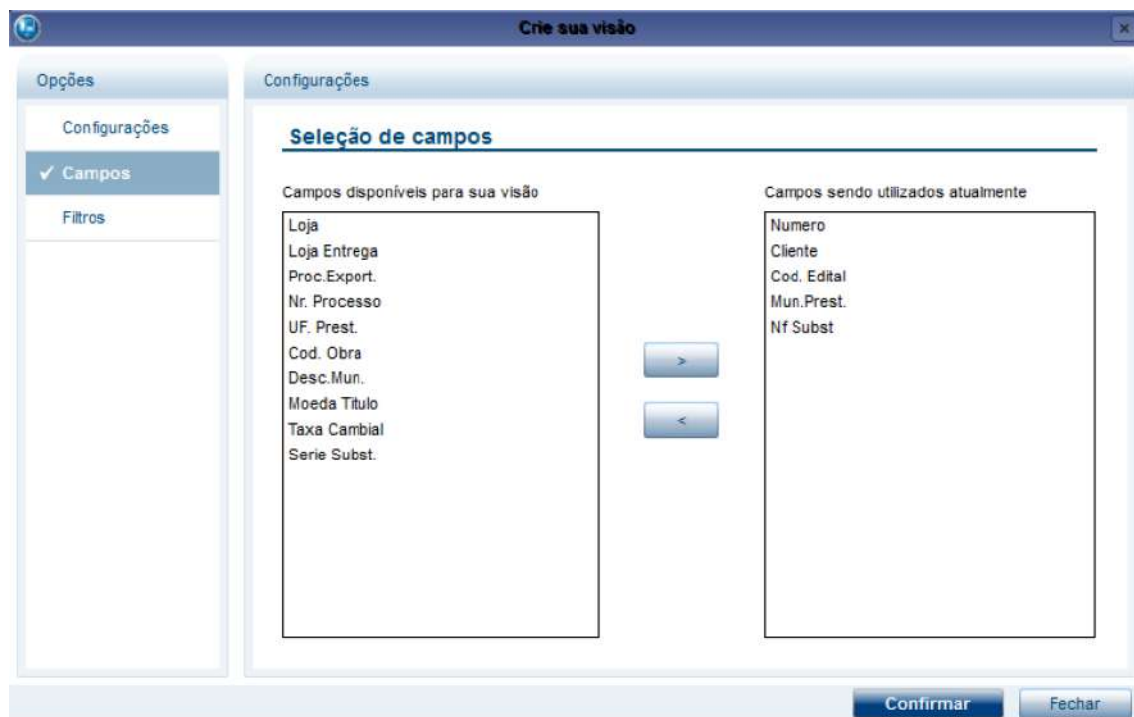 Crie sua visão
Opções
Configurações
Campos
Filtros
Configurações
Seleção de campos
Campos disponíveis para sua visão
Loja
Loja Entrega
Proc.Export.
Nr. Processo
UF. Prest.
Cod. Obra
Desc.Mun.
Moeda Titulo
Taxa Cambial
Serie Subst.
>
<
Campos sendo utilizados atualmente
Numero
Cliente
Cod. Edital
Mun.Prest.
Nf Subst
Confirmar
Fechar